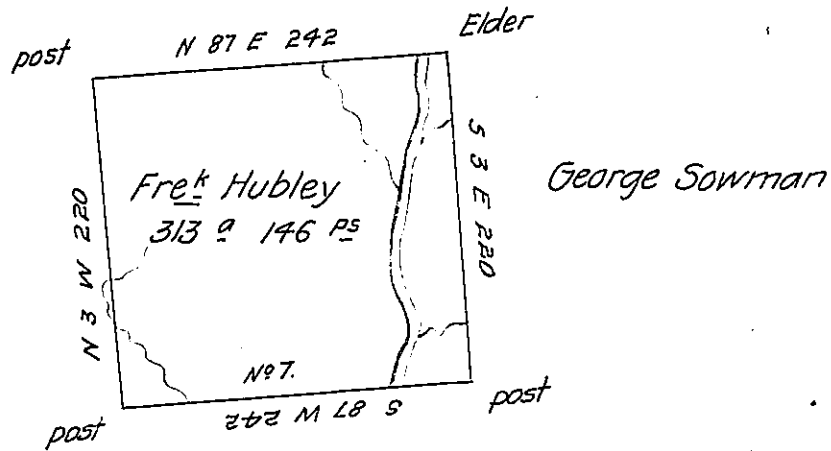 post
N 87 E 242
Elder
S 3 E 220
George Sowman
Fre<u>k</u> Hubley
313 a 146 ps
N 3 W 220
No 7.
S 87 W 242
post
post